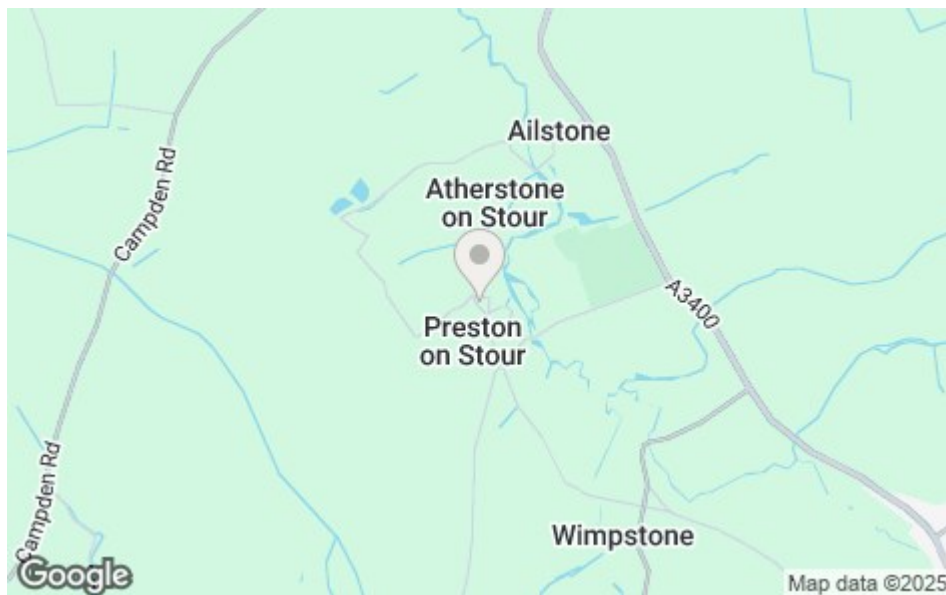 Ailstone
Atherstone
on Stour
Campden Rd
A3400
Preston
on Stour
Campden Rd
Wimpstone
Google
Map data ©2025